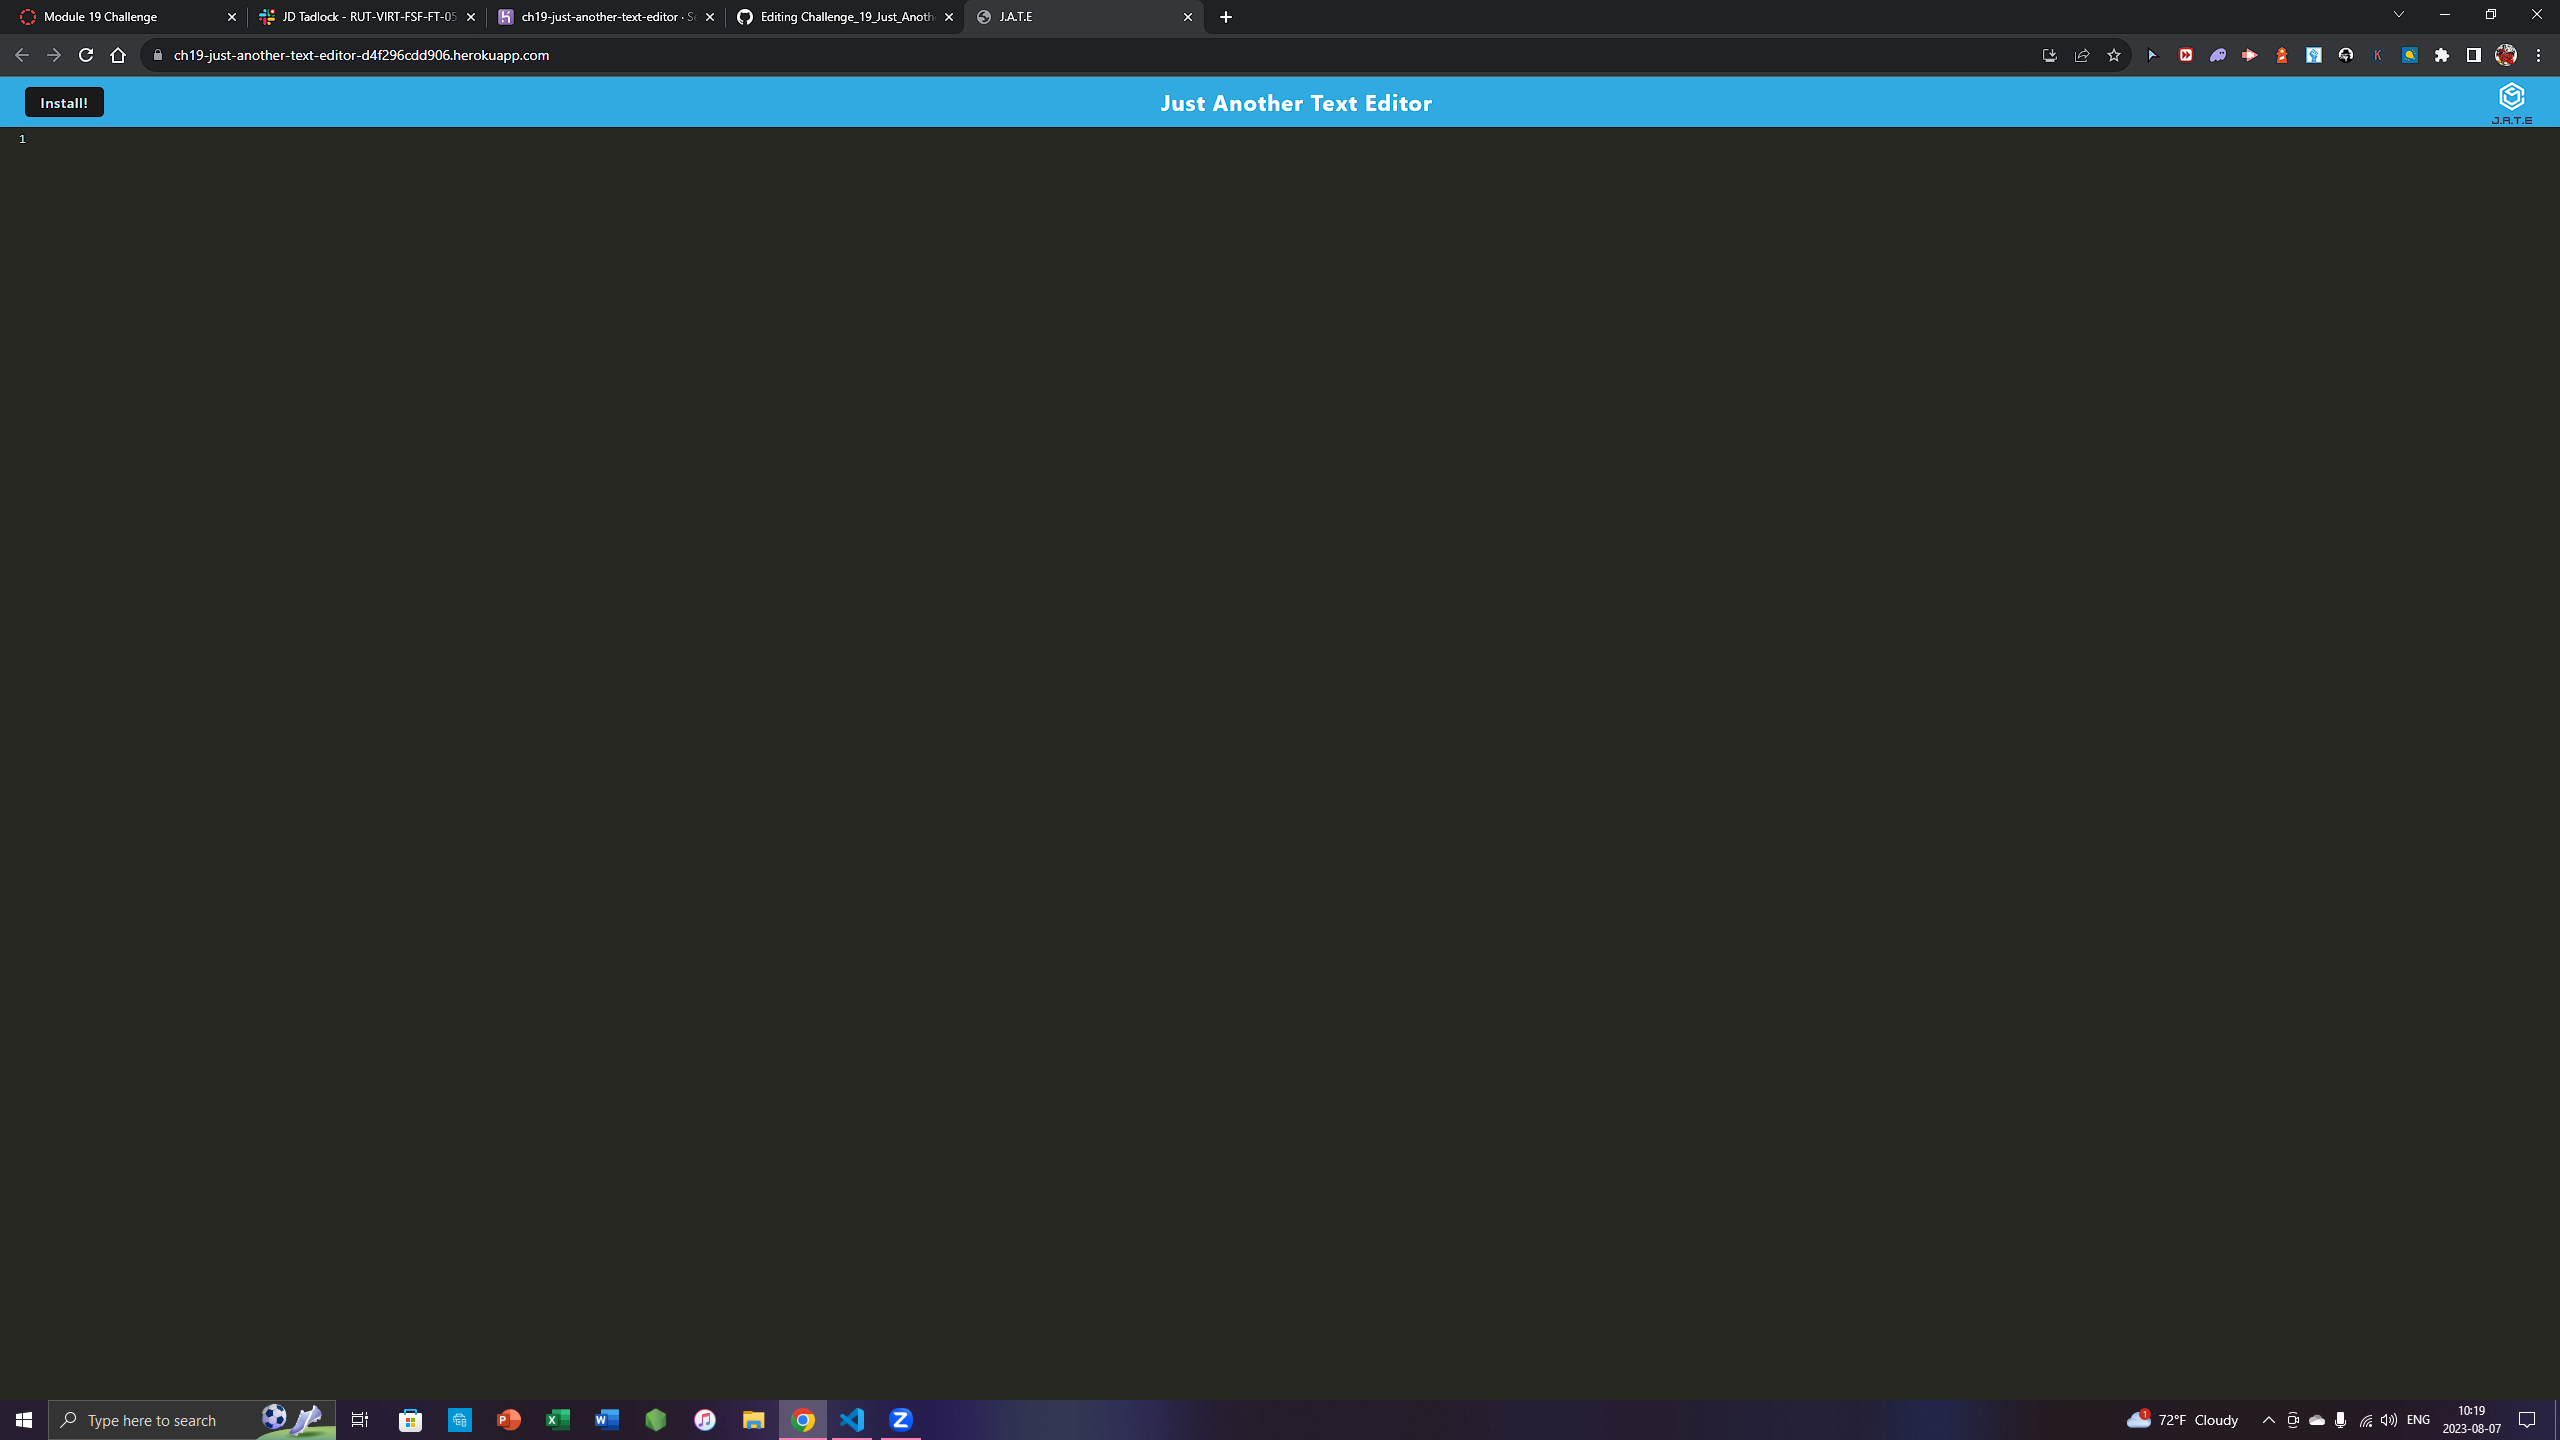 Module 19 Challenge
JD Tadlock - RUT-VIRT-FSF-FT-05
ch19-just-another-text-editor · Se
Editing Challenge_19_Just_Anoth
J.A.T.E
ch19-just-another-text-editor-d4f296cdd906.herokuapp.com
Install!
Just Another Text Editor
J.A.T.E
1
Type here to search
1
72°F Cloudy
ENG
10:19
2023-08-07